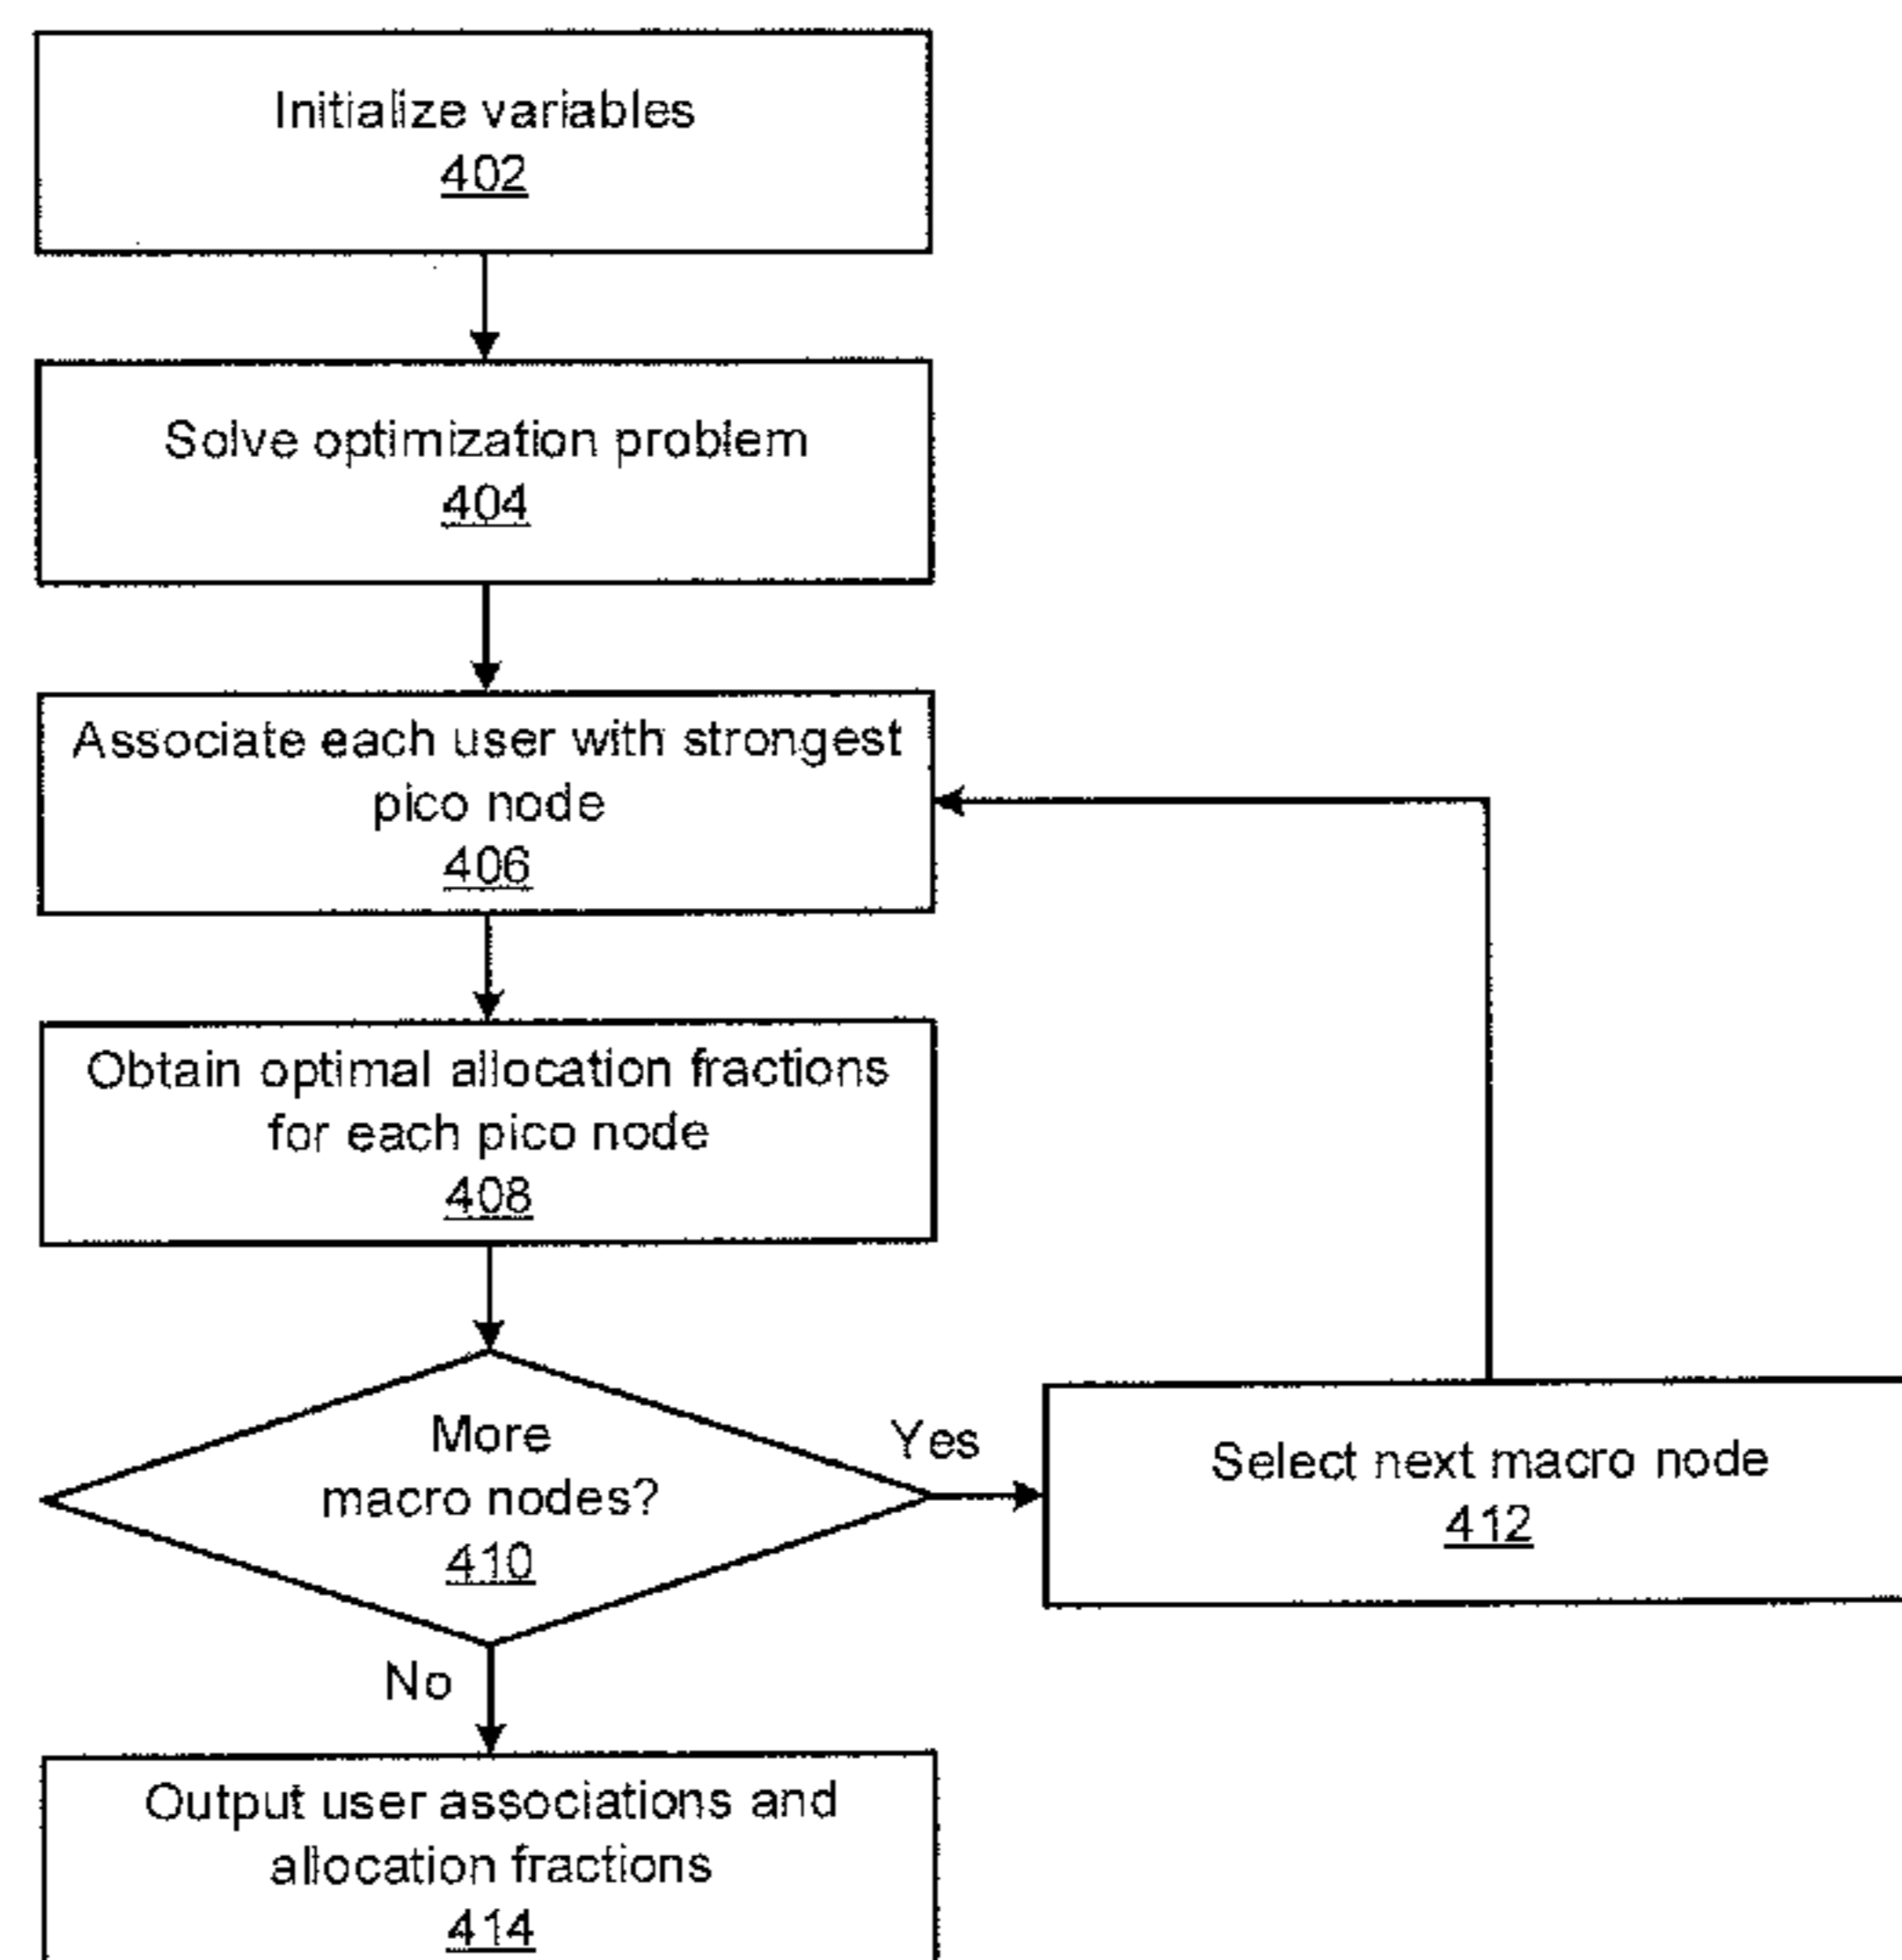 Initialize variables
402
Solve optimization problem
404
Associate each user with strongest
pico node
406
Obtain optimal allocation fractions
for each pico node
408
More
macro nodes?
410
Yes
Select next macro node
412
No
Output user associations and
allocation fractions
414